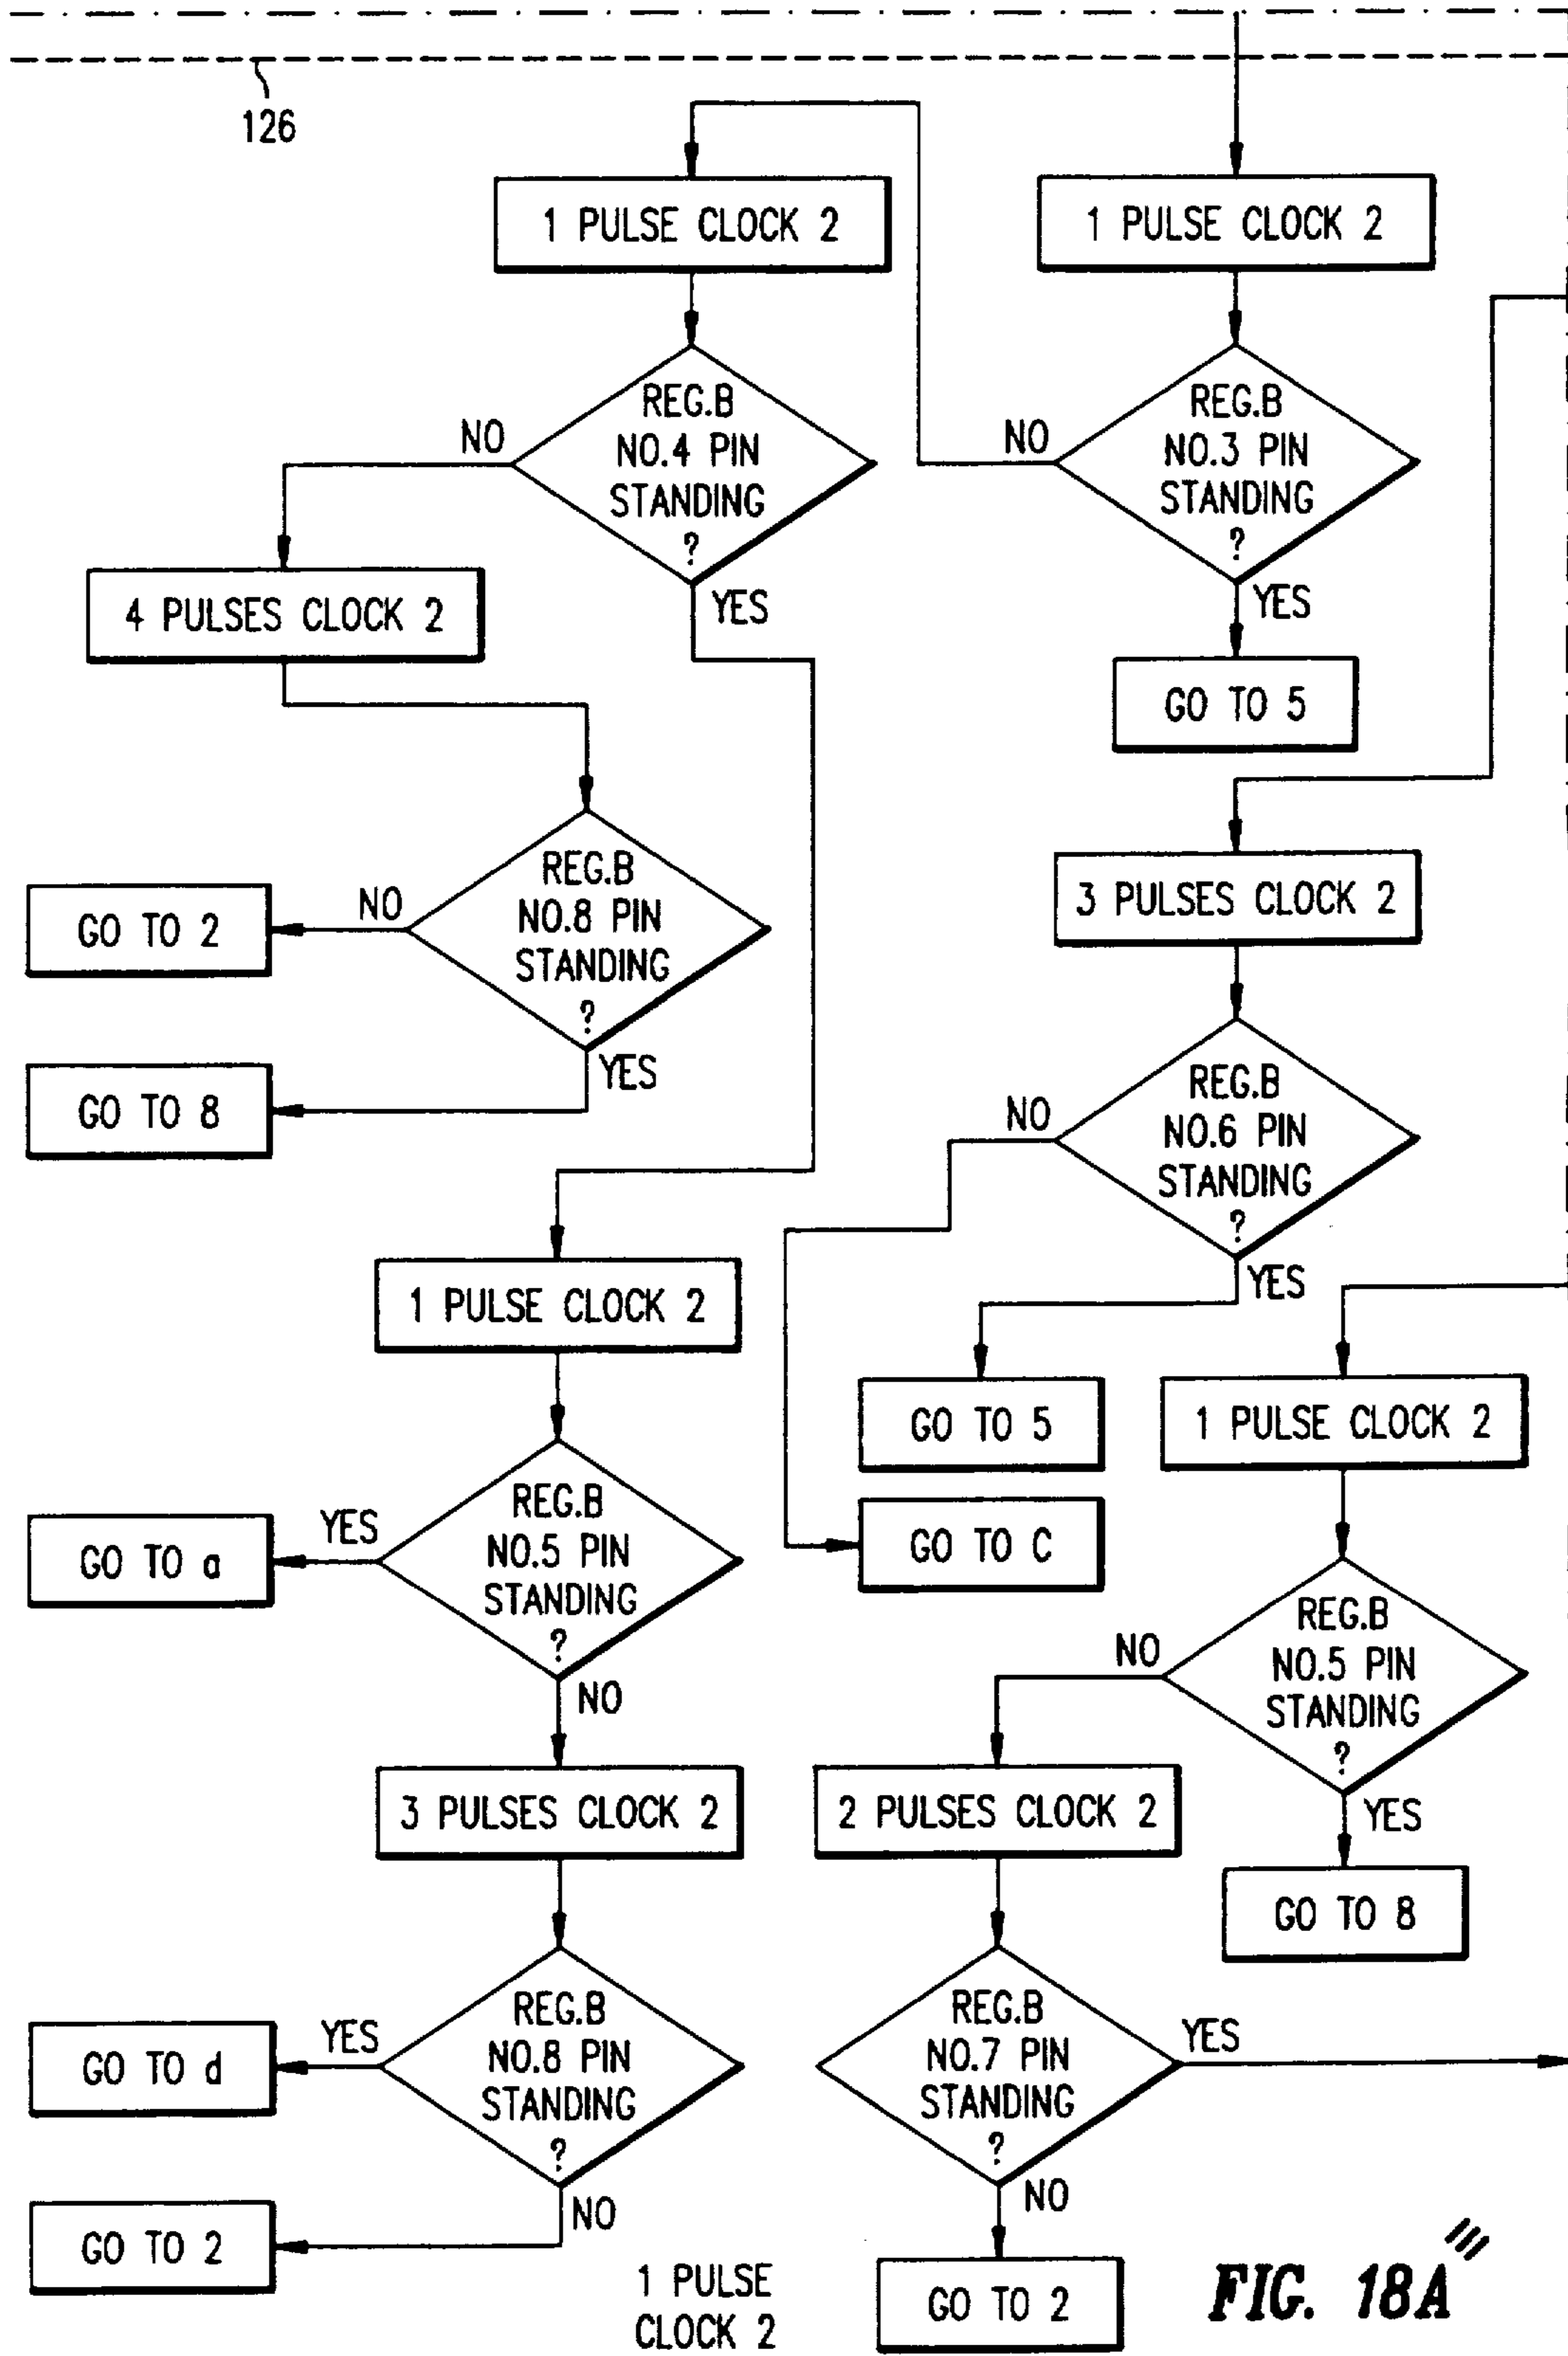 126
1 PULSE CLOCK 2
1 PULSE CLOCK 2
REG.B
NO.4 PIN
STANDING
?
NO
YES
REG.B
NO.3 PIN
STANDING
?
NO
YES
4 PULSES CLOCK 2
GO TO 5
REG.B
NO.8 PIN
STANDING
?
NO
YES
GO TO 2
GO TO 8
3 PULSES CLOCK 2
REG.B
NO.6 PIN
STANDING
?
NO
YES
1 PULSE CLOCK 2
GO TO 5
1 PULSE CLOCK 2
GO TO C
REG.B
NO.5 PIN
STANDING
?
YES
NO
GO TO a
REG.B
NO.5 PIN
STANDING
?
NO
YES
3 PULSES CLOCK 2
2 PULSES CLOCK 2
GO TO 8
REG.B
NO.8 PIN
STANDING
?
YES
NO
GO TO d
GO TO 2
REG.B
NO.7 PIN
STANDING
?
YES
NO
GO TO 2
1 PULSE
CLOCK 2
FIG. 18A'''